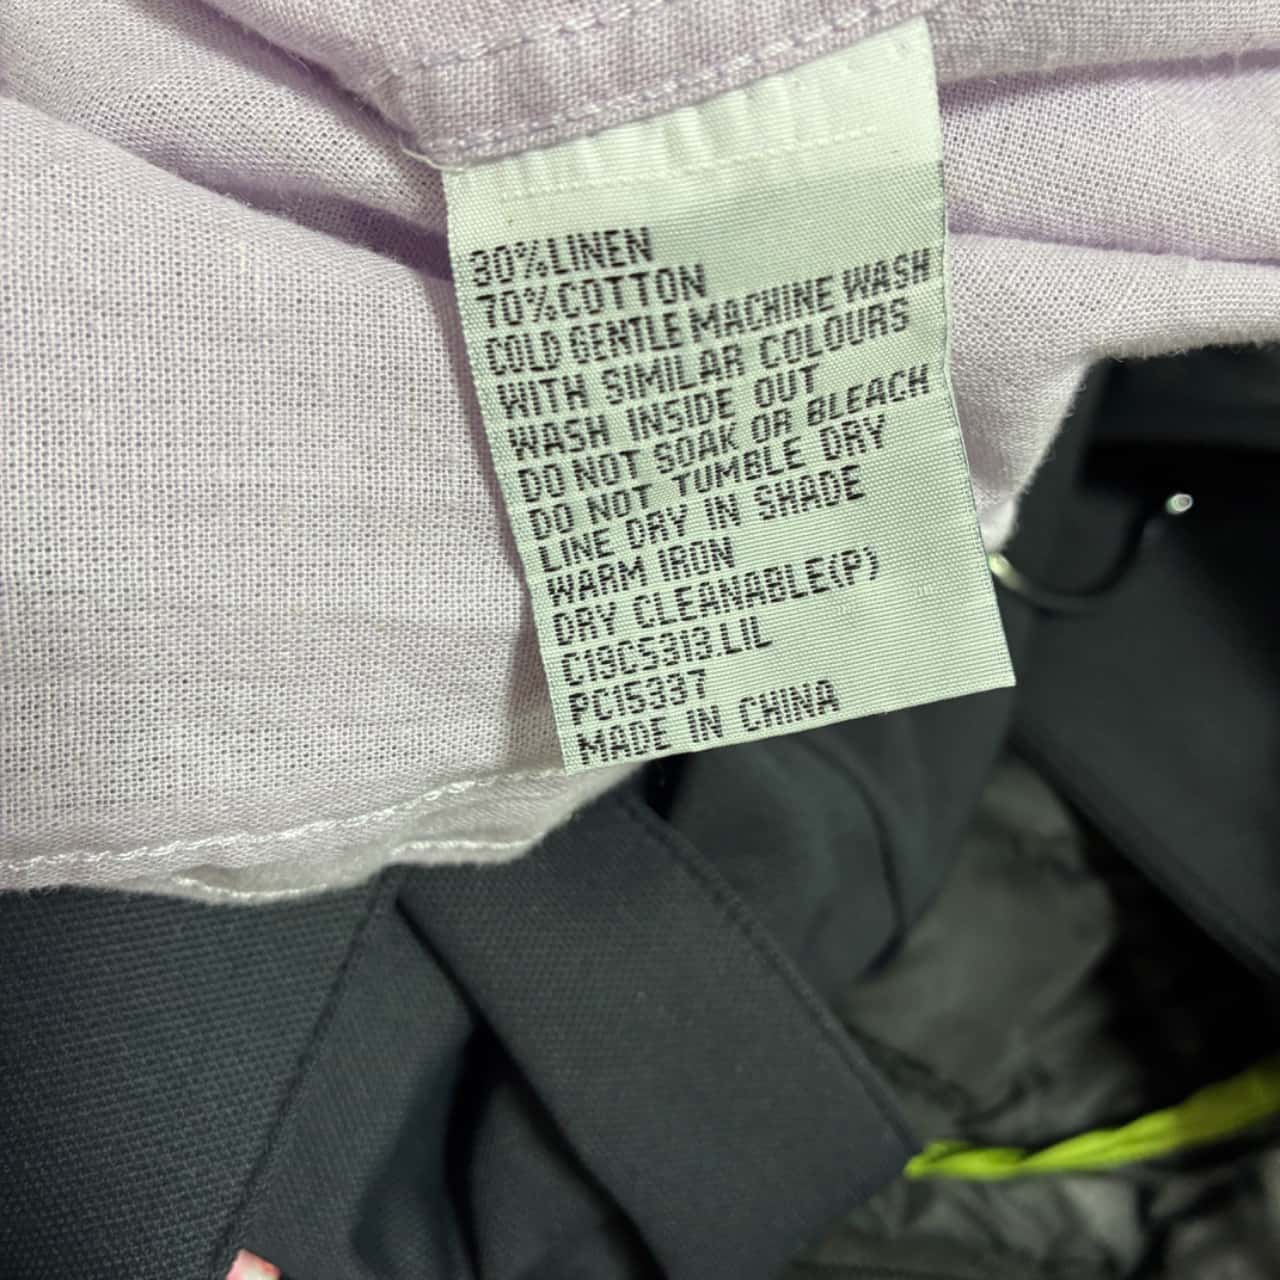 30%LINEN
70%COTTON
COLD GENTLE MACHINE WASH
WITH SIMILAR COLOURS
WASH INSIDE OUT
DO NOT SOAK OR BLEACH
DO NOT TUMBLE DRY
LINE DRY IN SHADE
WARM IRON
DRY CLEANABLE(P)
C19CS313.LIL
PC15337
MADE IN CHINA